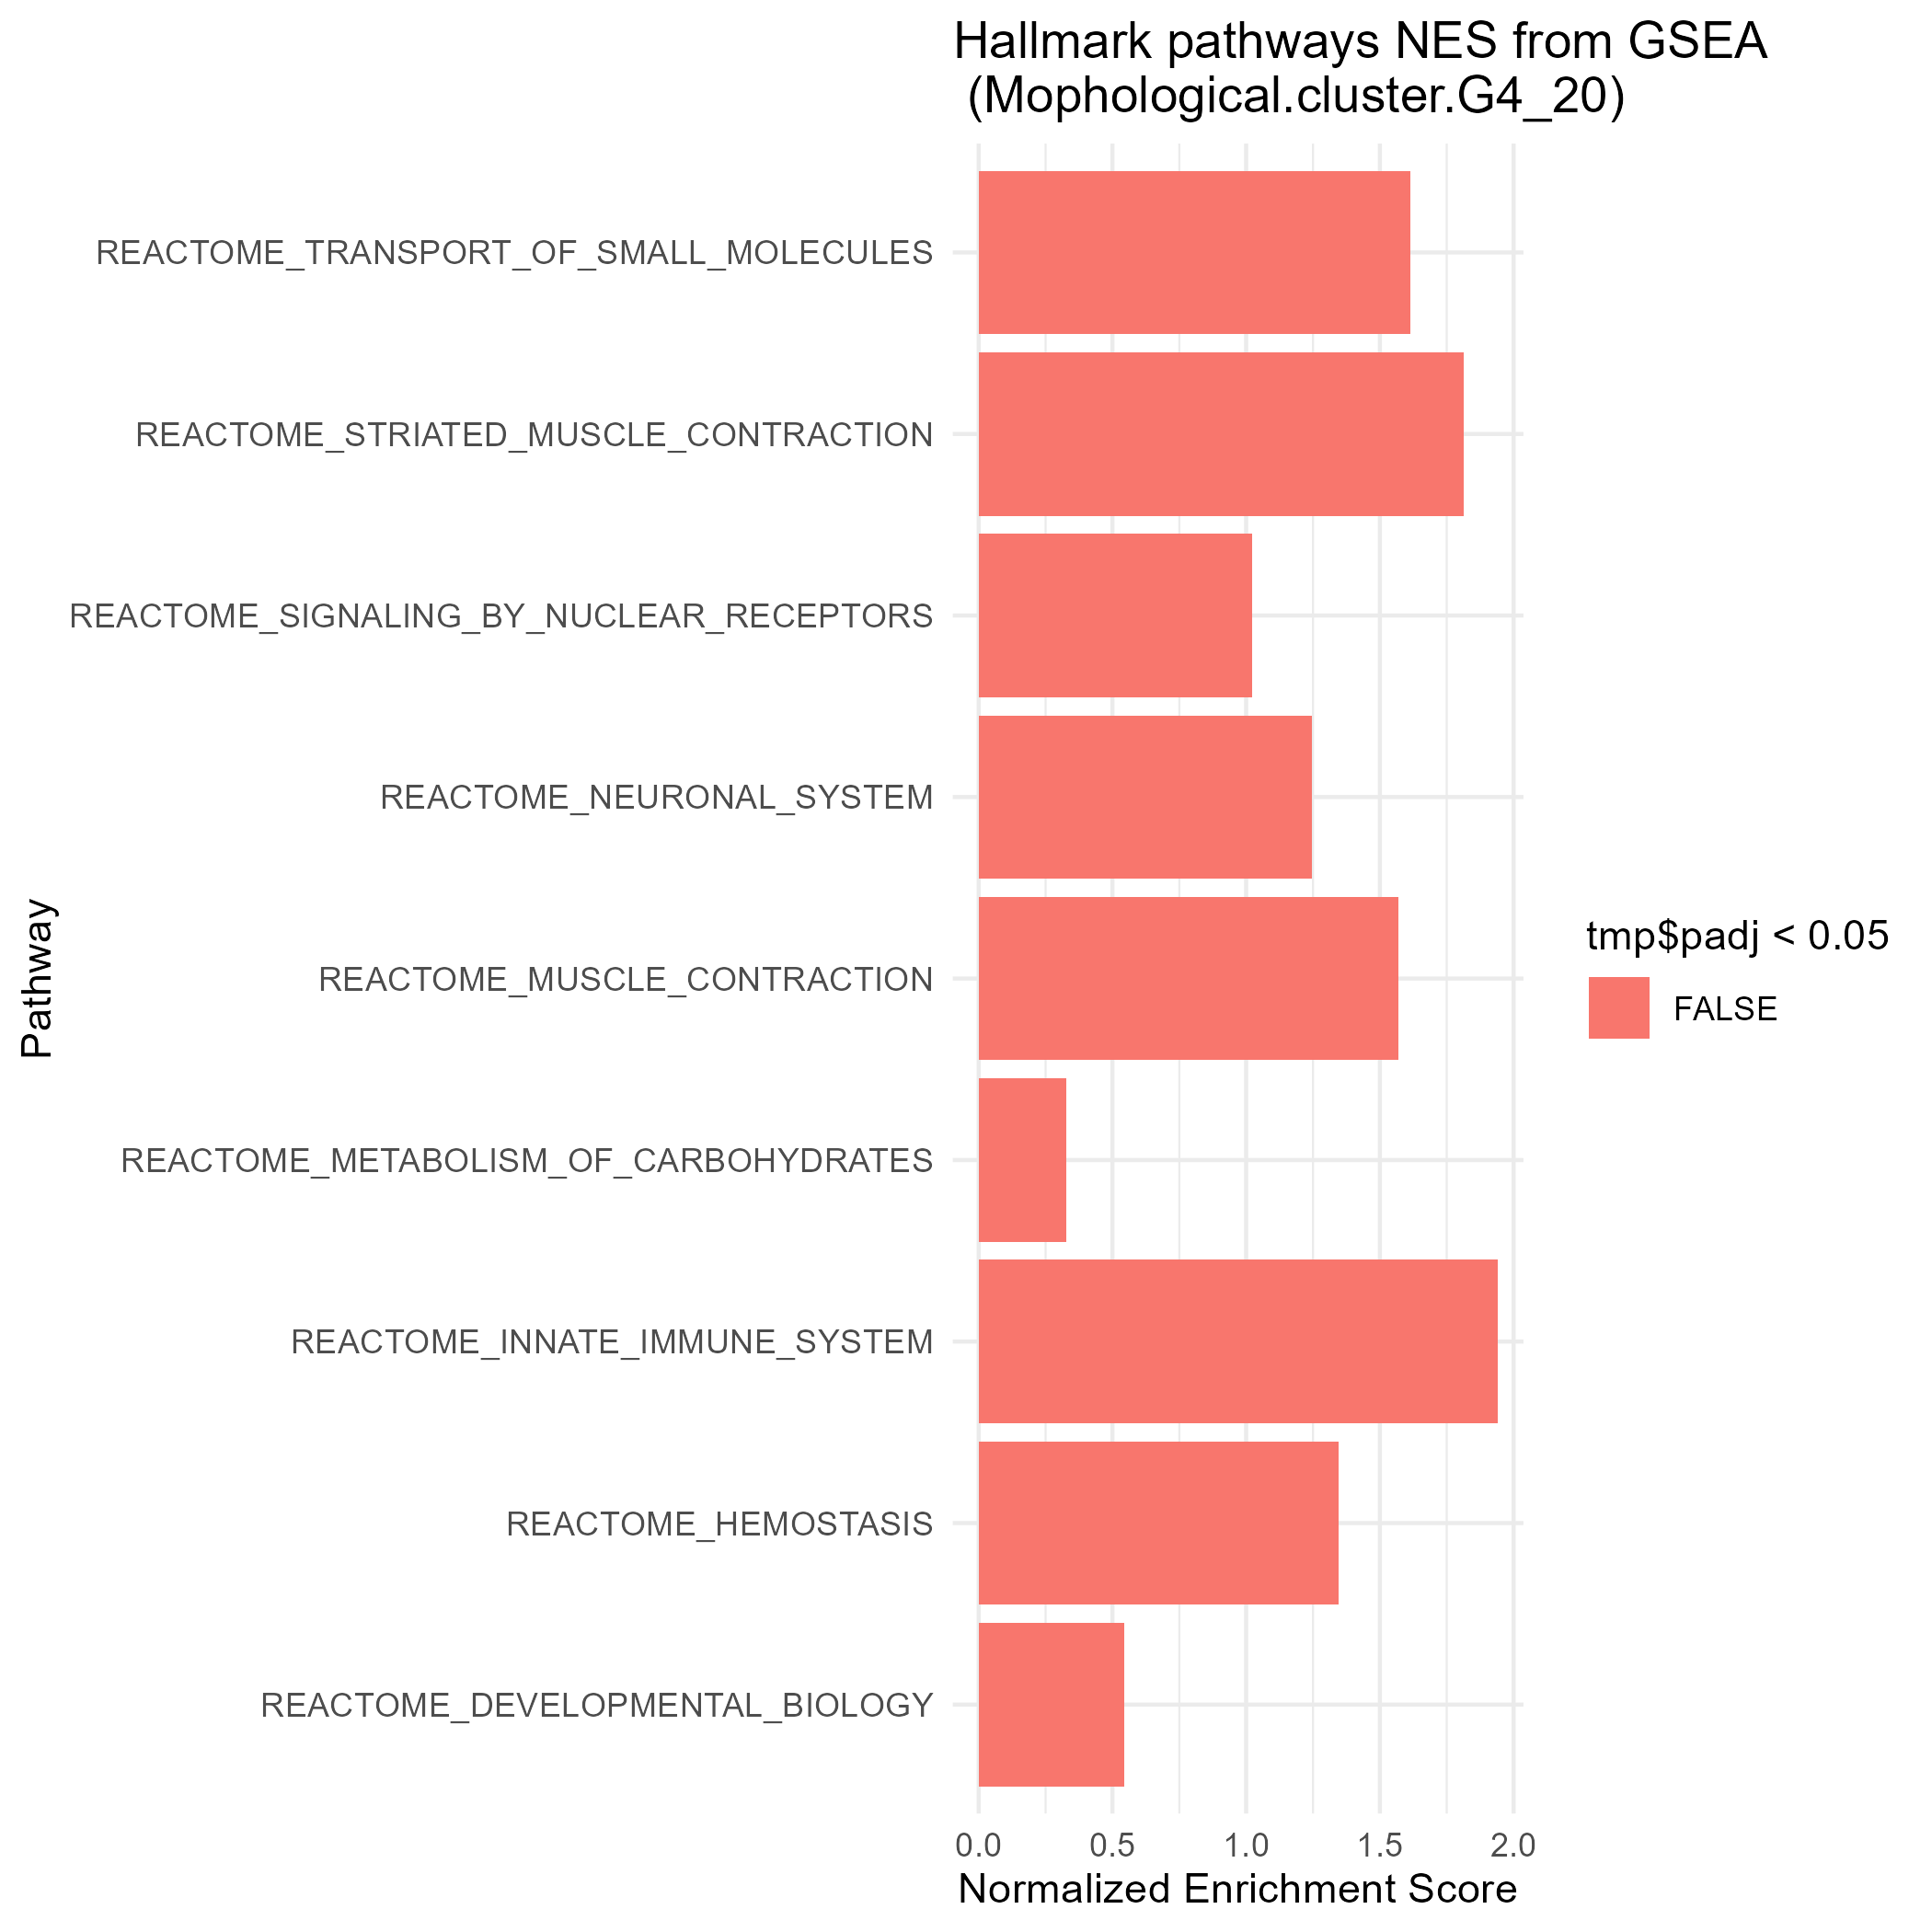 Hallmark pathways NES from GSEA
(Mophological.cluster.G4_20)
REACTOME_TRANSPORT_OF_SMALL_MOLECULES
REACTOME_STRIATED_MUSCLE_CONTRACTION
REACTOME_SIGNALING_BY_NUCLEAR_RECEPTORS
REACTOME_NEURONAL_SYSTEM
REACTOME_MUSCLE_CONTRACTION
REACTOME_METABOLISM_OF_CARBOHYDRATES
REACTOME_INNATE_IMMUNE_SYSTEM
REACTOME_HEMOSTASIS
REACTOME_DEVELOPMENTAL_BIOLOGY
Pathway
0.0 0.5 1.0 1.5 2.0
Normalized Enrichment Score
tmp$padj < 0.05
FALSE